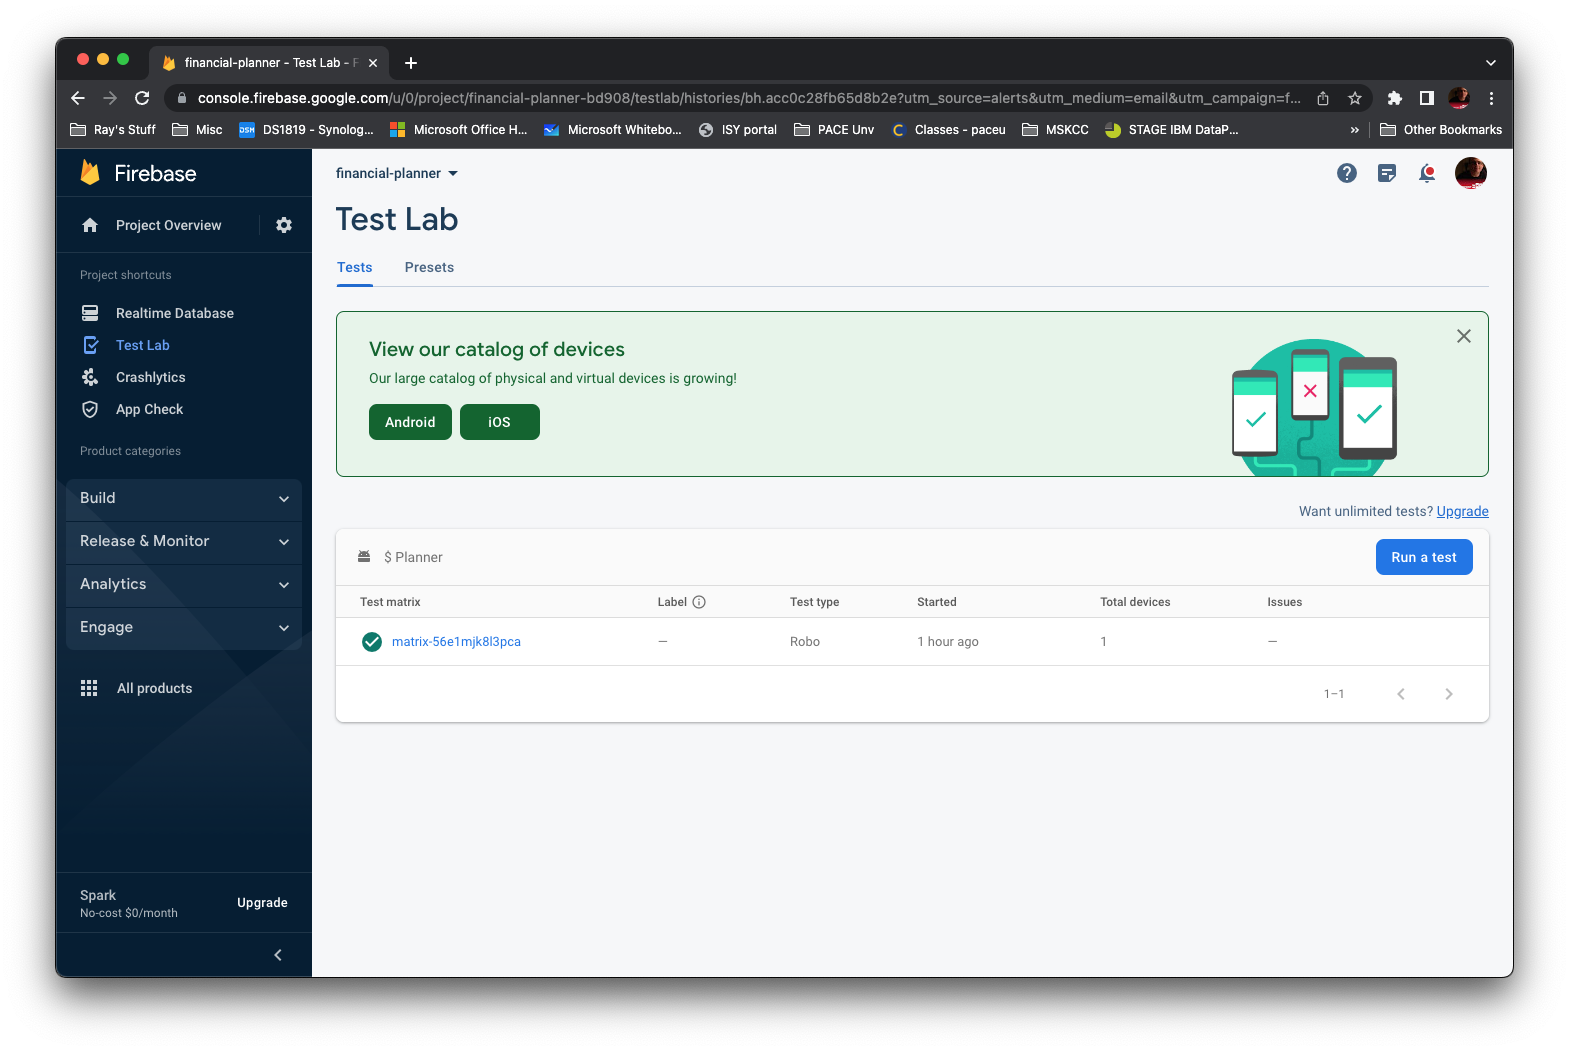 financial-planner - Test Lab - F
console.firebase.google.com/u/0/project/financial-planner-bd908/testlab/histories/bh.acc0c28fb65d8b2e?utm_source=alerts&utm_medium=email&utm_campaign=f...
Ray's Stuff Misc DSM DS1819 - Synolog... Microsoft Office H... Microsoft Whitebo... ISY portal PACE Unv C Classes - paceu MSKCC STAGE IBM DataP... » Other Bookmarks
Firebase
Project Overview
Project shortcuts
Realtime Database
Test Lab
Crashlytics
App Check
Product categories
Build
Release & Monitor
Analytics
Engage
All products
Spark
No-cost $0/month
Upgrade
financial-planner
Test Lab
Tests Presets
View our catalog of devices
Our large catalog of physical and virtual devices is growing!
Android iOS
Want unlimited tests? Upgrade
$ Planner
Run a test
Test matrix Label Test type Started Total devices Issues
matrix-56e1mjk8l3pca — Robo 1 hour ago 1 —
1–1